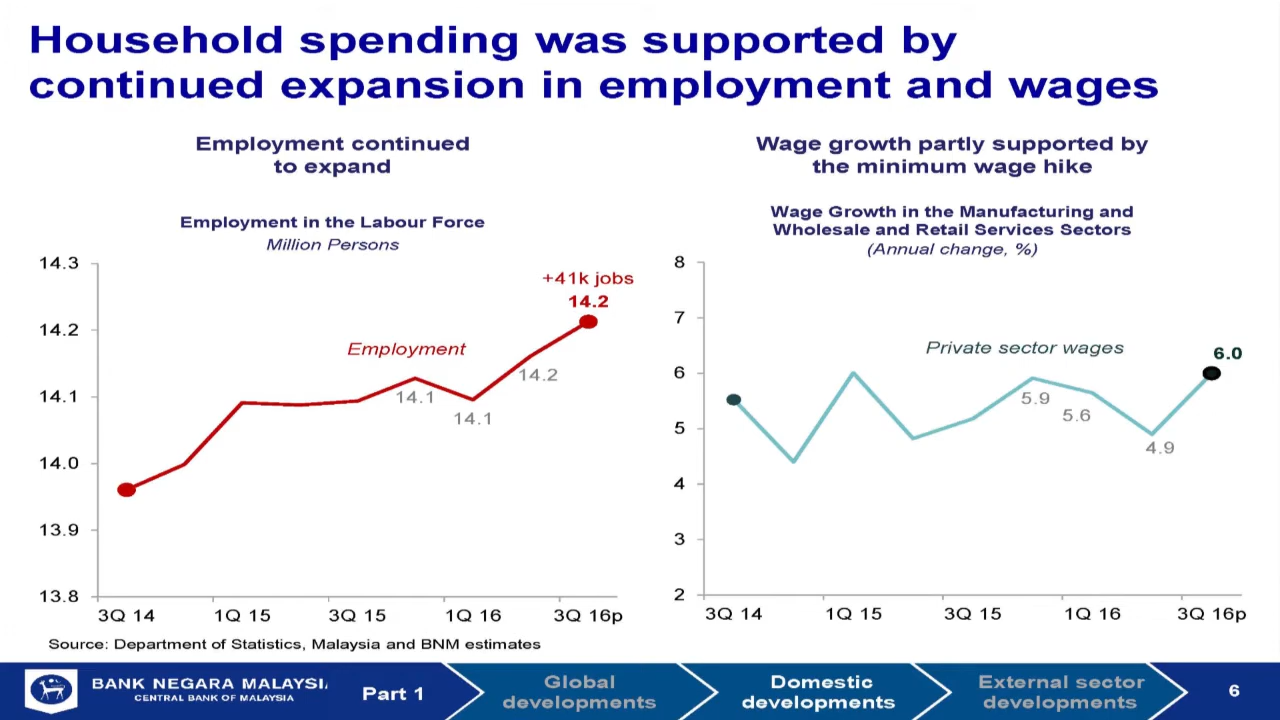 Household spending was supported by
continued expansion in employment and wages
Employment continued
to expand
Employment in the Labour Force
Million Persons
14.3
14.2
14.1
14.0
13.9
13.8
+41k jobs
14.2
Employment
14.1
14.1
14.2
3Q 14
1Q 15
3Q 15
1Q 16
3Q 16p
Wage growth partly supported by
the minimum wage hike
Wage Growth in the Manufacturing and
Wholesale and Retail Services Sectors
(Annual change, %)
8
7
6
5
4
3
2
Private sector wages
6.0
5.9
5.6
4.9
3Q 14
1Q 15
3Q 15
1Q 16
3Q 16p
Source: Department of Statistics, Malaysia and BNM estimates
BANK NEGARA MALAYSI
CENTRAL BANK OF MALAYSIA
Part 1
Global
developments
Domestic
developments
External sector
developments
6